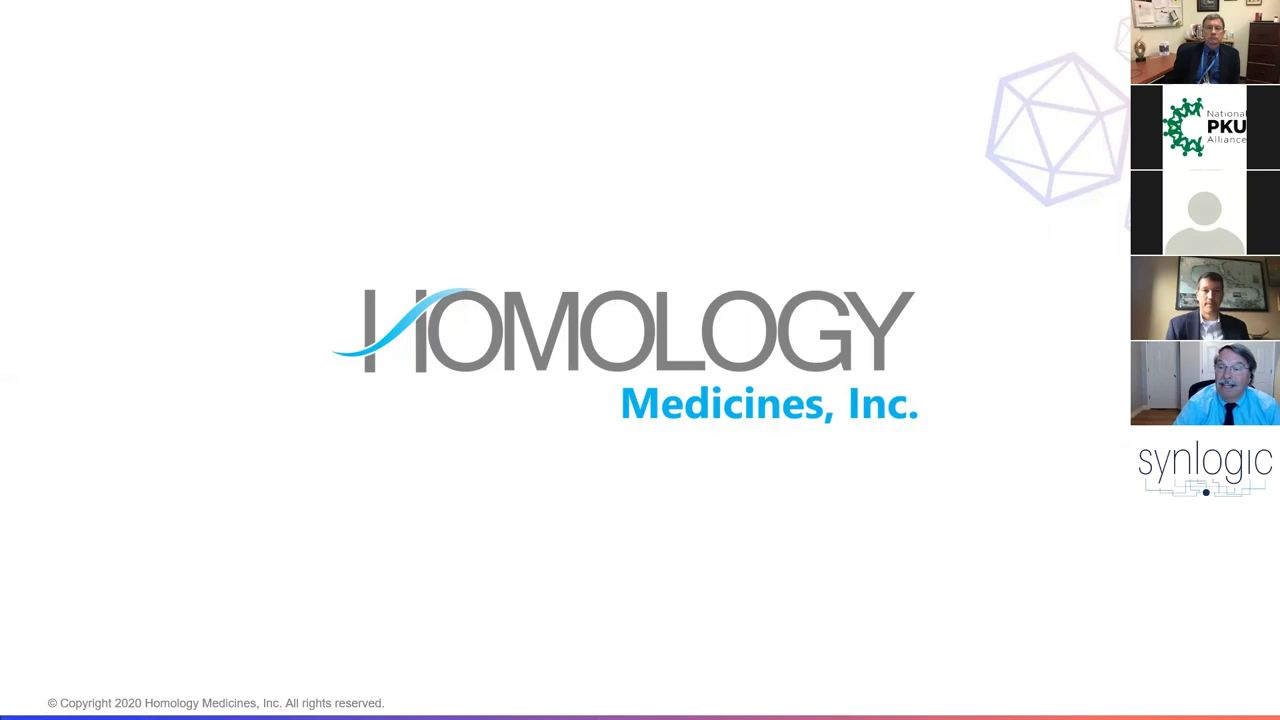 HOMOLOGY
Medicines, Inc.
© Copyright 2020 Homology Medicines, Inc. All rights reserved.
National
PKU
Alliance
synlogic